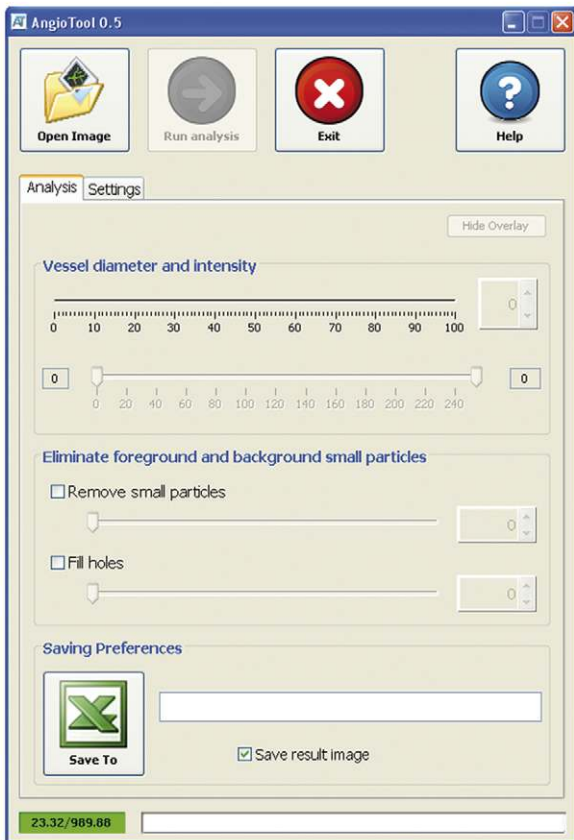 AngioTool 0.5
Open Image
Run analysis
Exit
Help
Analysis
Settings
Hide Overlay
Vessel diameter and intensity
0 10 20 30 40 50 60 70 80 90 100
0
0
0
0 20 40 60 80 100 120 140 160 180 200 220 240
Eliminate foreground and background small particles
Remove small particles
0
Fill holes
0
Saving Preferences
Save To
Save result image
23.32/989.88